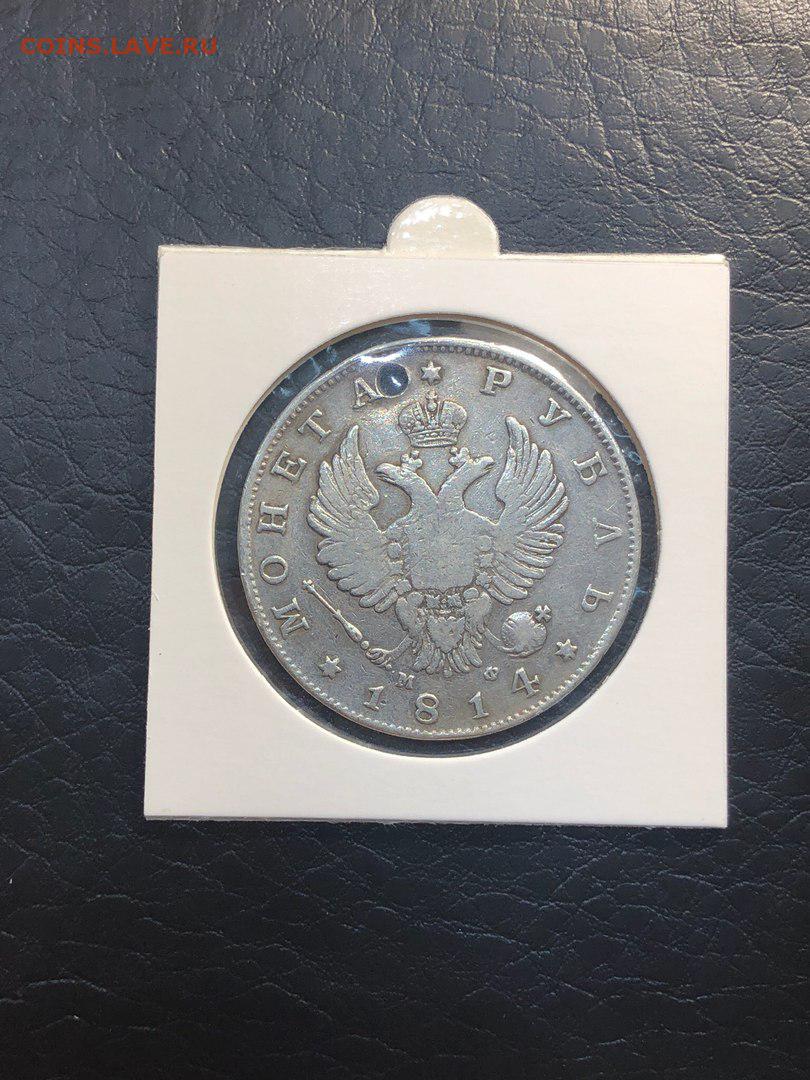 COINS.LAVE.RU
МОНЕТА РУБЛЬ
М Ф
1814